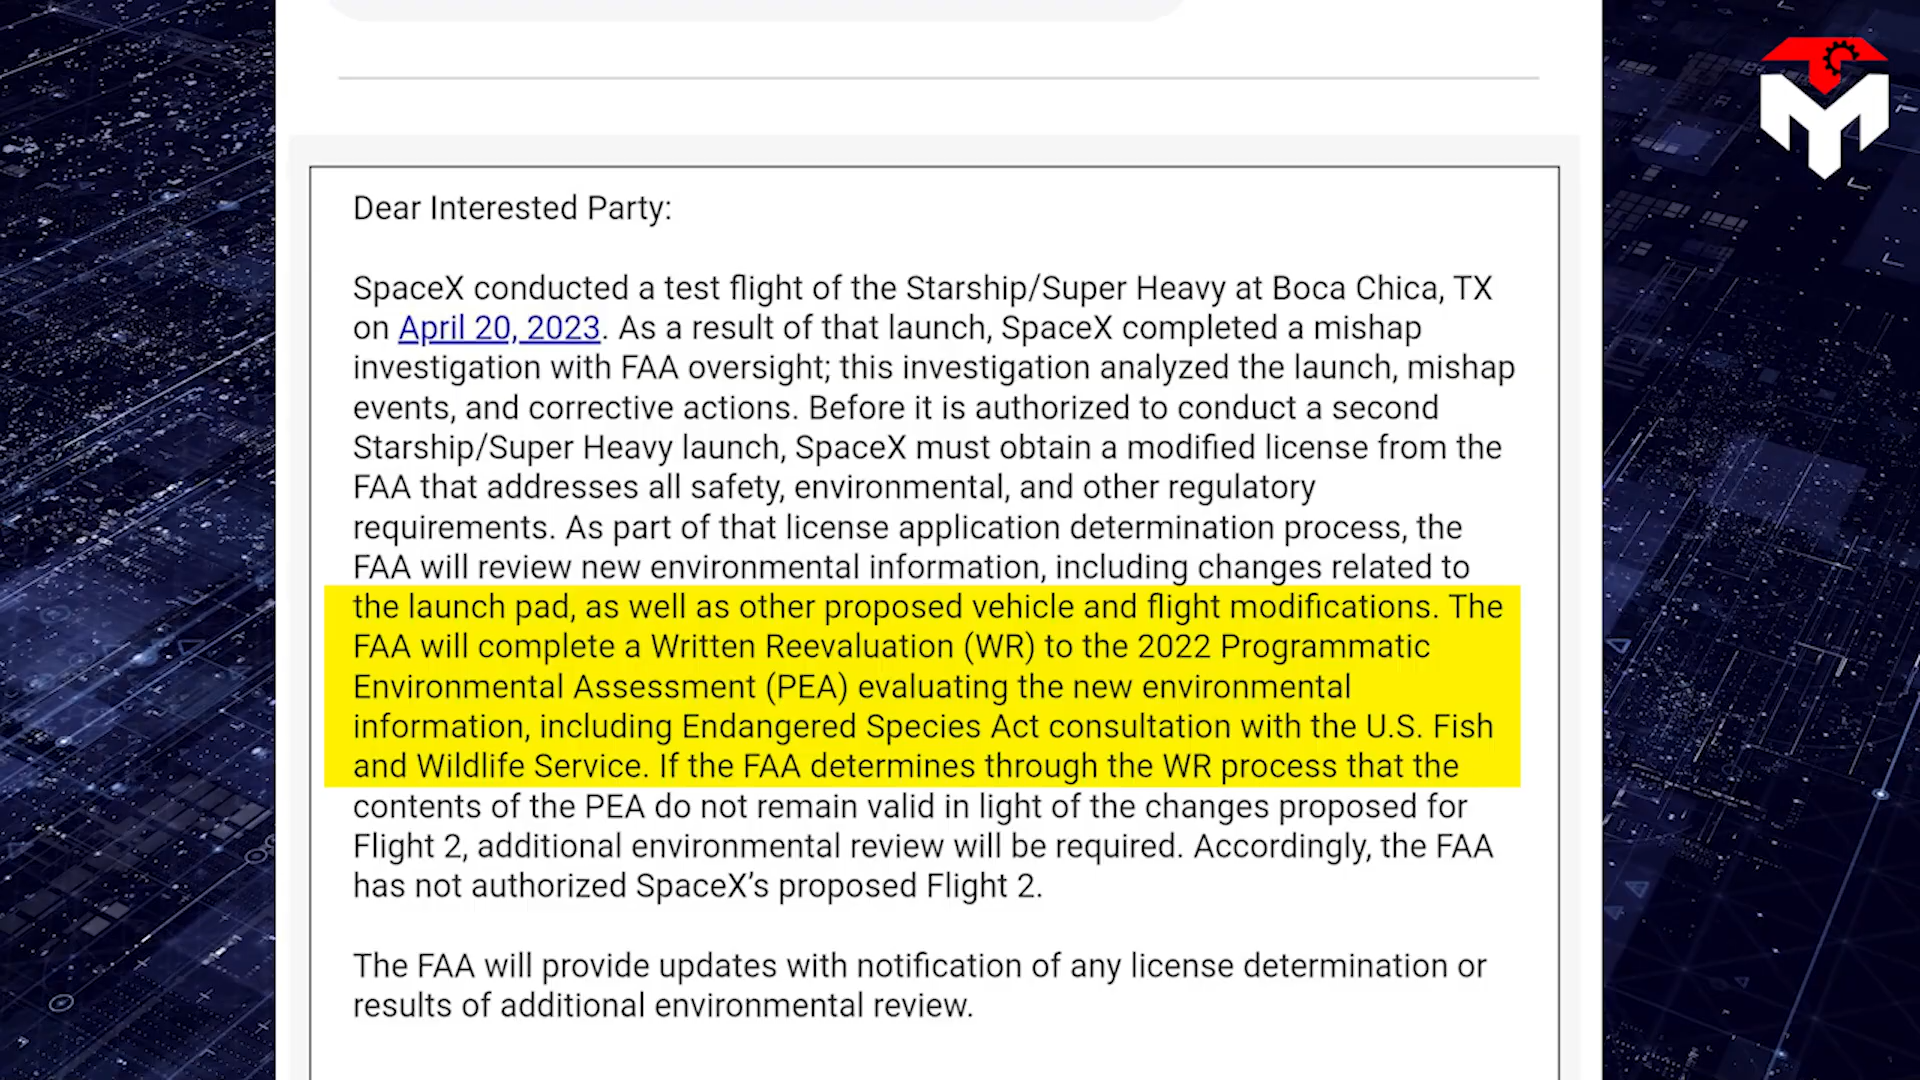 Dear Interested Party:
SpaceX conducted a test flight of the Starship/Super Heavy at Boca Chica, TX
on April 20, 2023. As a result of that launch, SpaceX completed a mishap
investigation with FAA oversight; this investigation analyzed the launch, mishap
events, and corrective actions. Before it is authorized to conduct a second
Starship/Super Heavy launch, SpaceX must obtain a modified license from the
FAA that addresses all safety, environmental, and other regulatory
requirements. As part of that license application determination process, the
FAA will review new environmental information, including changes related to
the launch pad, as well as other proposed vehicle and flight modifications. The
FAA will complete a Written Reevaluation (WR) to the 2022 Programmatic
Environmental Assessment (PEA) evaluating the new environmental
information, including Endangered Species Act consultation with the U.S. Fish
and Wildlife Service. If the FAA determines through the WR process that the
contents of the PEA do not remain valid in light of the changes proposed for
Flight 2, additional environmental review will be required. Accordingly, the FAA
has not authorized SpaceX’s proposed Flight 2.
The FAA will provide updates with notification of any license determination or
results of additional environmental review.